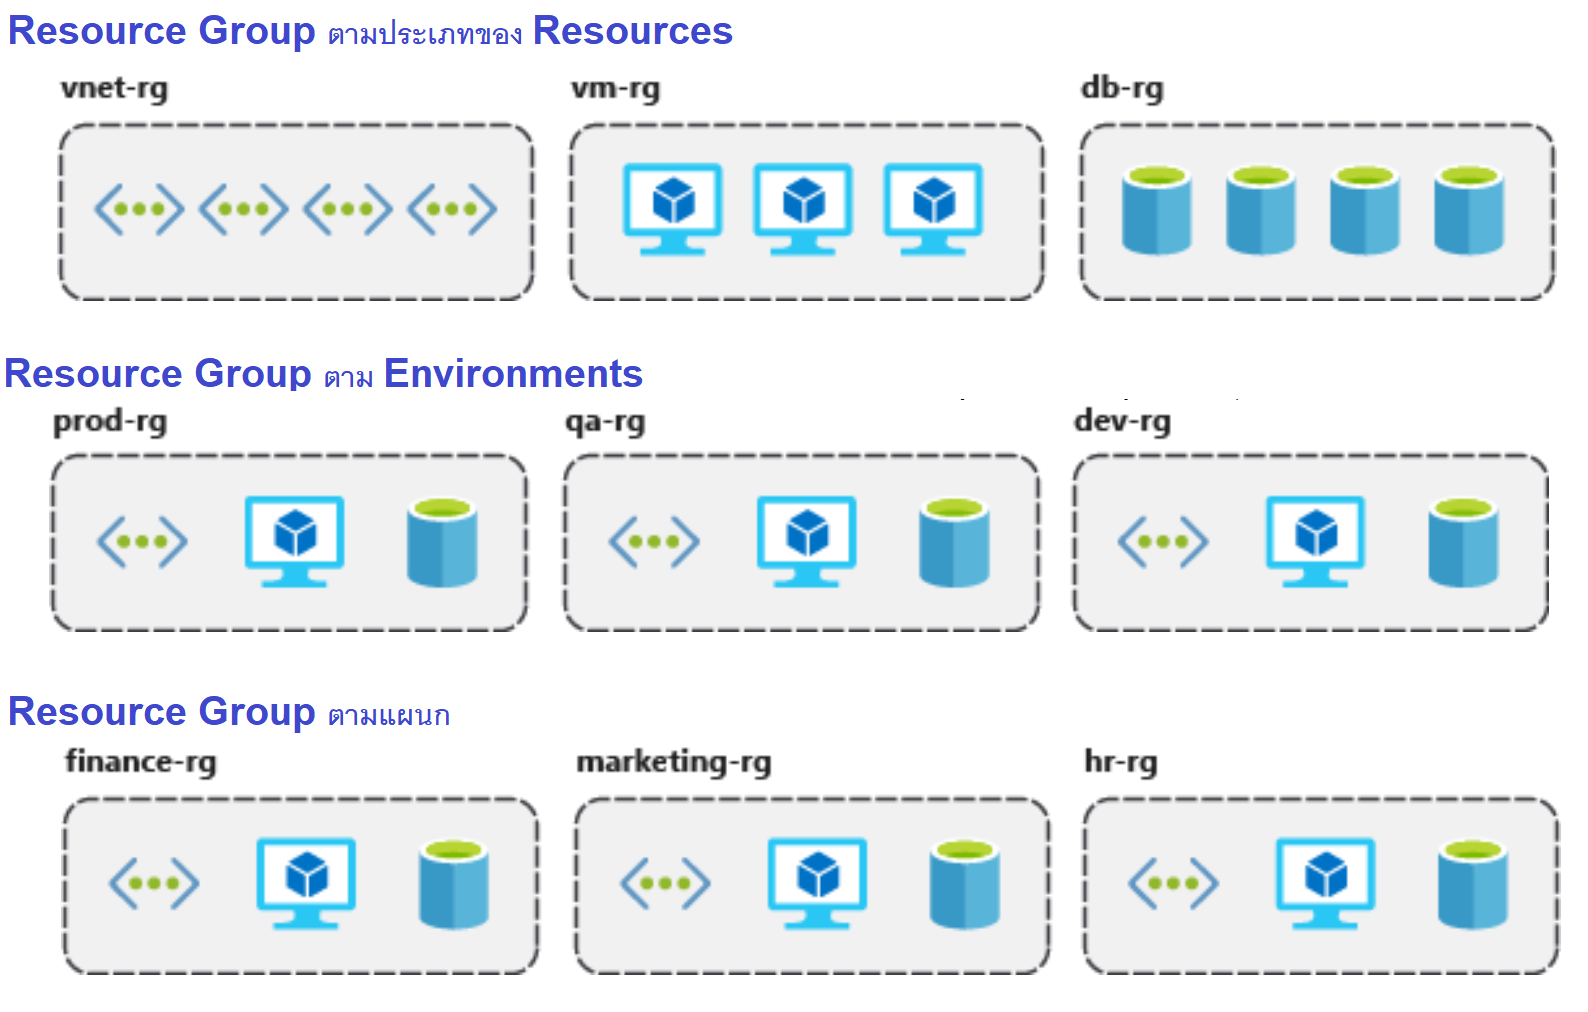 Resource Group ตามประเภทของ Resources
vnet-rg vm-rg db-rg
Resource Group ตาม Environments
prod-rg qa-rg dev-rg
Resource Group ตามแผนก
finance-rg marketing-rg hr-rg